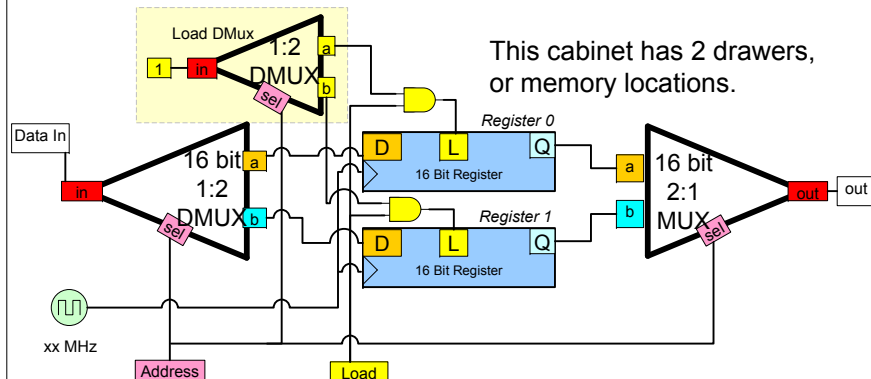 Load DMux
1
in
1:2
DMUX
a
b
sel
This cabinet has 2 drawers,
or memory locations.
Data In
in
16 bit
1:2
DMUX
a
b
sel
Register 0
D
L
Q
16 Bit Register
Register 1
D
L
Q
16 Bit Register
a
b
16 bit
2:1
MUX
sel
out
out
xx MHz
Address
Load